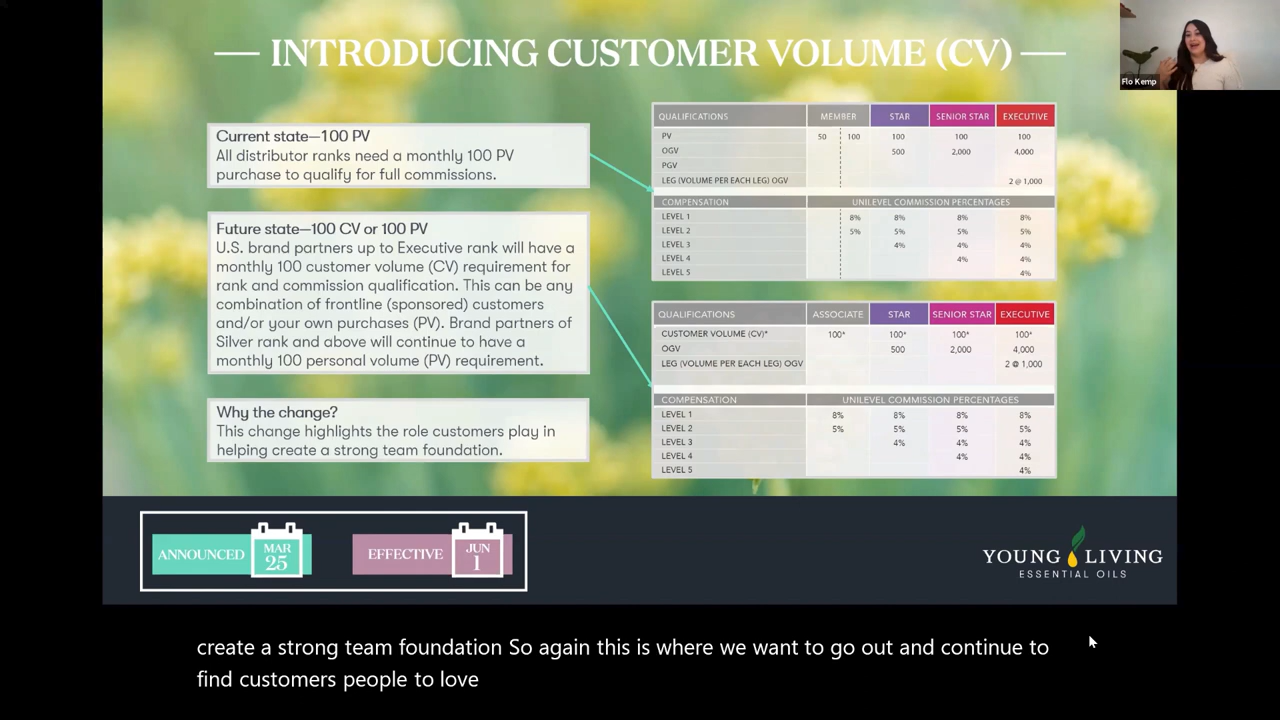 INTRODUCING CUSTOMER VOLUME (CV)
Flo Kemp
Current state—100 PV
All distributor ranks need a monthly 100 PV
purchase to qualify for full commissions.
Future state—100 CV or 100 PV
U.S. brand partners up to Executive rank will have a
monthly 100 customer volume (CV) requirement for
rank and commission qualification. This can be any
combination of frontline (sponsored) customers
and/or your own purchases (PV). Brand partners of
Silver rank and above will continue to have a
monthly 100 personal volume (PV) requirement.
Why the change?
This change highlights the role customers play in
helping create a strong team foundation.
QUALIFICATIONS MEMBER STAR SENIOR STAR EXECUTIVE
PV 50 100 100 100 100
OGV 500 2,000 4,000
PGV
LEG (VOLUME PER EACH LEG) OGV 2 @ 1,000
COMPENSATION UNILEVEL COMMISSION PERCENTAGES
LEVEL 1 8% 8% 8% 8%
LEVEL 2 5% 5% 5% 5%
LEVEL 3 4% 4% 4%
LEVEL 4 4% 4%
LEVEL 5 4%
QUALIFICATIONS ASSOCIATE STAR SENIOR STAR EXECUTIVE
CUSTOMER VOLUME (CV)* 100* 100* 100* 100*
OGV 500 2,000 4,000
LEG (VOLUME PER EACH LEG) OGV 2 @ 1,000
COMPENSATION UNILEVEL COMMISSION PERCENTAGES
LEVEL 1 8% 8% 8% 8%
LEVEL 2 5% 5% 5% 5%
LEVEL 3 4% 4% 4%
LEVEL 4 4% 4%
LEVEL 5 4%
ANNOUNCED MAR 25
EFFECTIVE JUN 1
YOUNG LIVING
ESSENTIAL OILS
create a strong team foundation So again this is where we want to go out and continue to
find customers people to love